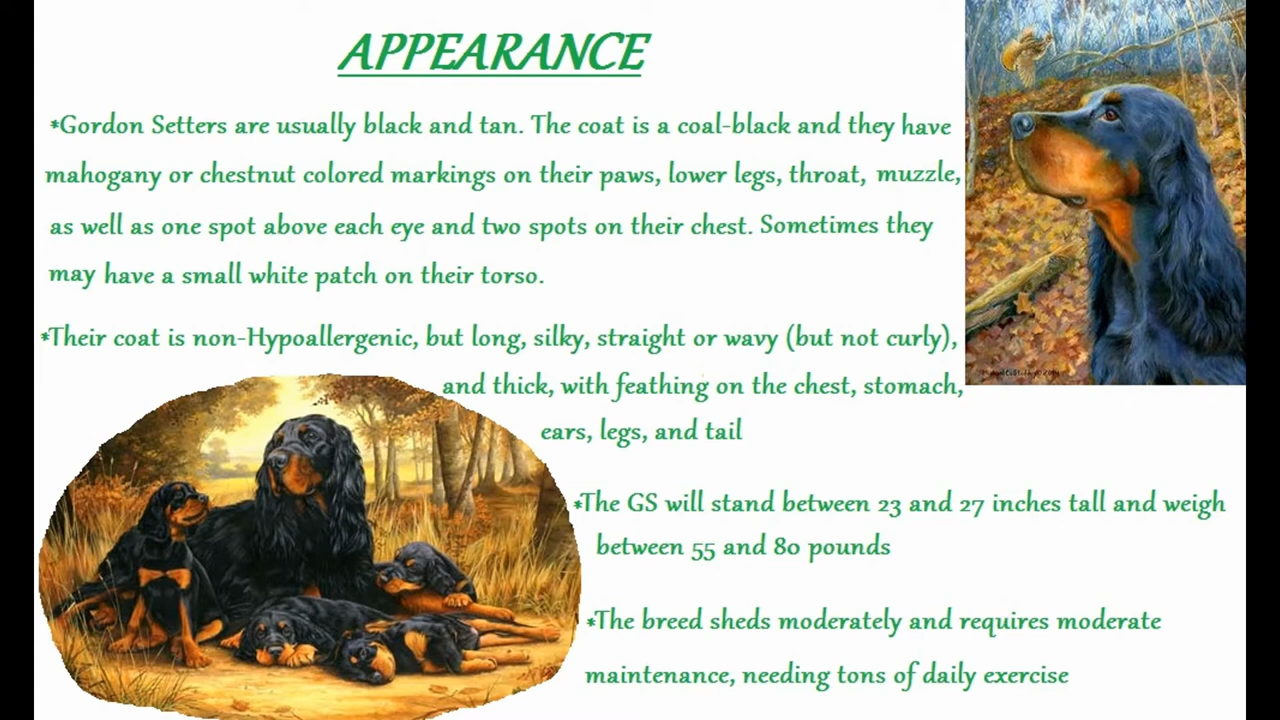 APPEARANCE
*Gordon Setters are usually black and tan. The coat is a coal-black and they have
mahogany or chestnut colored markings on their paws, lower legs, throat, muzzle,
as well as one spot above each eye and two spots on their chest. Sometimes they
may have a small white patch on their torso.
*Their coat is non-Hypoallergenic, but long, silky, straight or wavy (but not curly),
and thick, with feathing on the chest, stomach,
ears, legs, and tail
*The GS will stand between 23 and 27 inches tall and weigh
between 55 and 80 pounds
*The breed sheds moderately and requires moderate
maintenance, needing tons of daily exercise